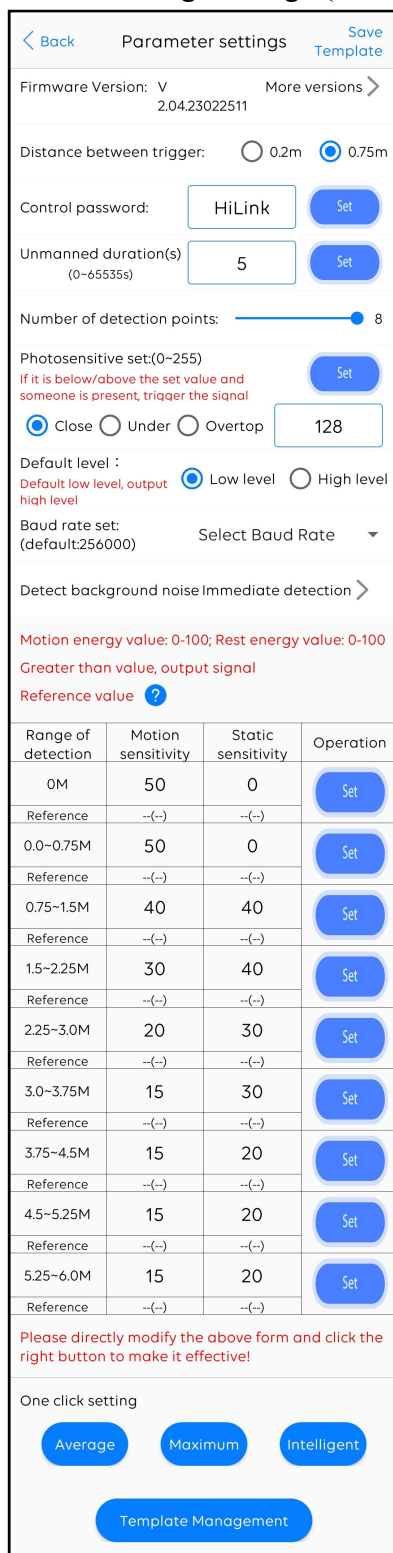 Back Parameter settings Save
Template
Firmware Version: V More versions
2.04.23022511
Distance between trigger: 0.2m 0.75m
Control password: HiLink Set
Unmanned duration(s) 5 Set
(0~65535s)
Number of detection points: 8
Photosensitive set:(0~255) Set
If it is below/above the set value and
someone is present, trigger the signal
Close Under Overtop 128
Default level：
Default low level, output Low level High level
high level
Baud rate set: Select Baud Rate
(default:256000)
Detect background noise Immediate detection
Motion energy value: 0-100; Rest energy value: 0-100
Greater than value, output signal
Reference value ?
Range of Motion Static Operation
detection sensitivity sensitivity
0M 50 0 Set
Reference --(--) --(--)
0.0~0.75M 50 0 Set
Reference --(--) --(--)
0.75~1.5M 40 40 Set
Reference --(--) --(--)
1.5~2.25M 30 40 Set
Reference --(--) --(--)
2.25~3.0M 20 30 Set
Reference --(--) --(--)
3.0~3.75M 15 30 Set
Reference --(--) --(--)
3.75~4.5M 15 20 Set
Reference --(--) --(--)
4.5~5.25M 15 20 Set
Reference --(--) --(--)
5.25~6.0M 15 20 Set
Reference --(--) --(--)
Please directly modify the above form and click the
right button to make it effective!
One click setting
Average Maximum Intelligent
Template Management